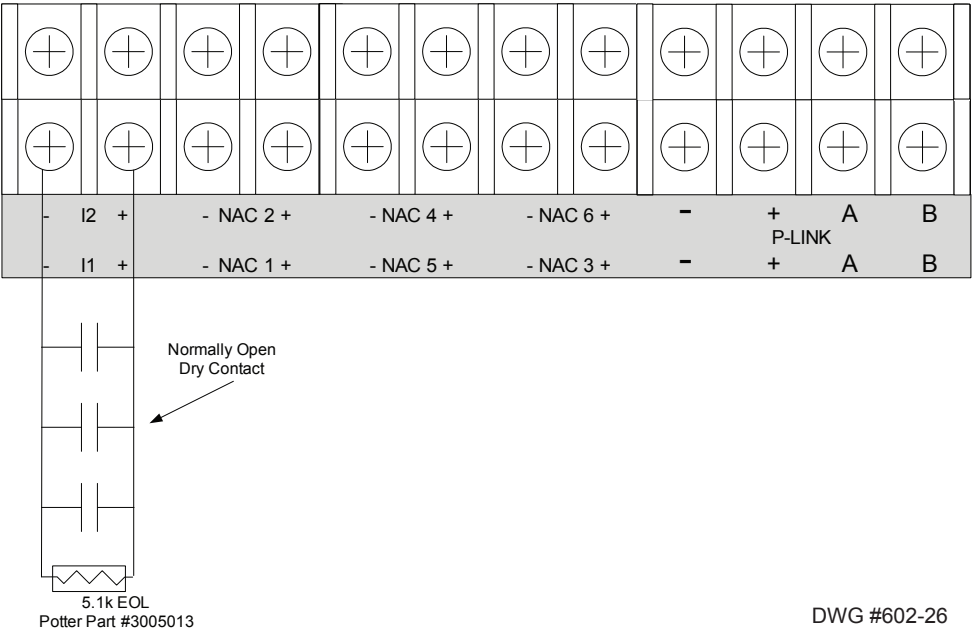 - I2 + - NAC 2 + - NAC 4 + - NAC 6 + - + A B
P-LINK
- I1 + - NAC 1 + - NAC 5 + - NAC 3 + - + A B
Normally Open
Dry Contact
5.1k EOL
Potter Part #3005013
DWG #602-26